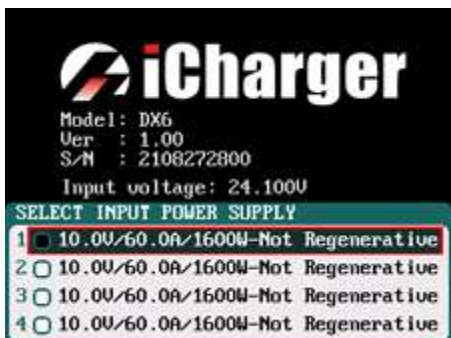 iCharger
Model: DX6
Ver : 1.00
S/N : 2108272800
Input voltage: 24.100V
SELECT INPUT POWER SUPPLY
1 10.0V/60.0A/1600W-Not Regenerative
2 10.0V/60.0A/1600W-Not Regenerative
3 10.0V/60.0A/1600W-Not Regenerative
4 10.0V/60.0A/1600W-Not Regenerative